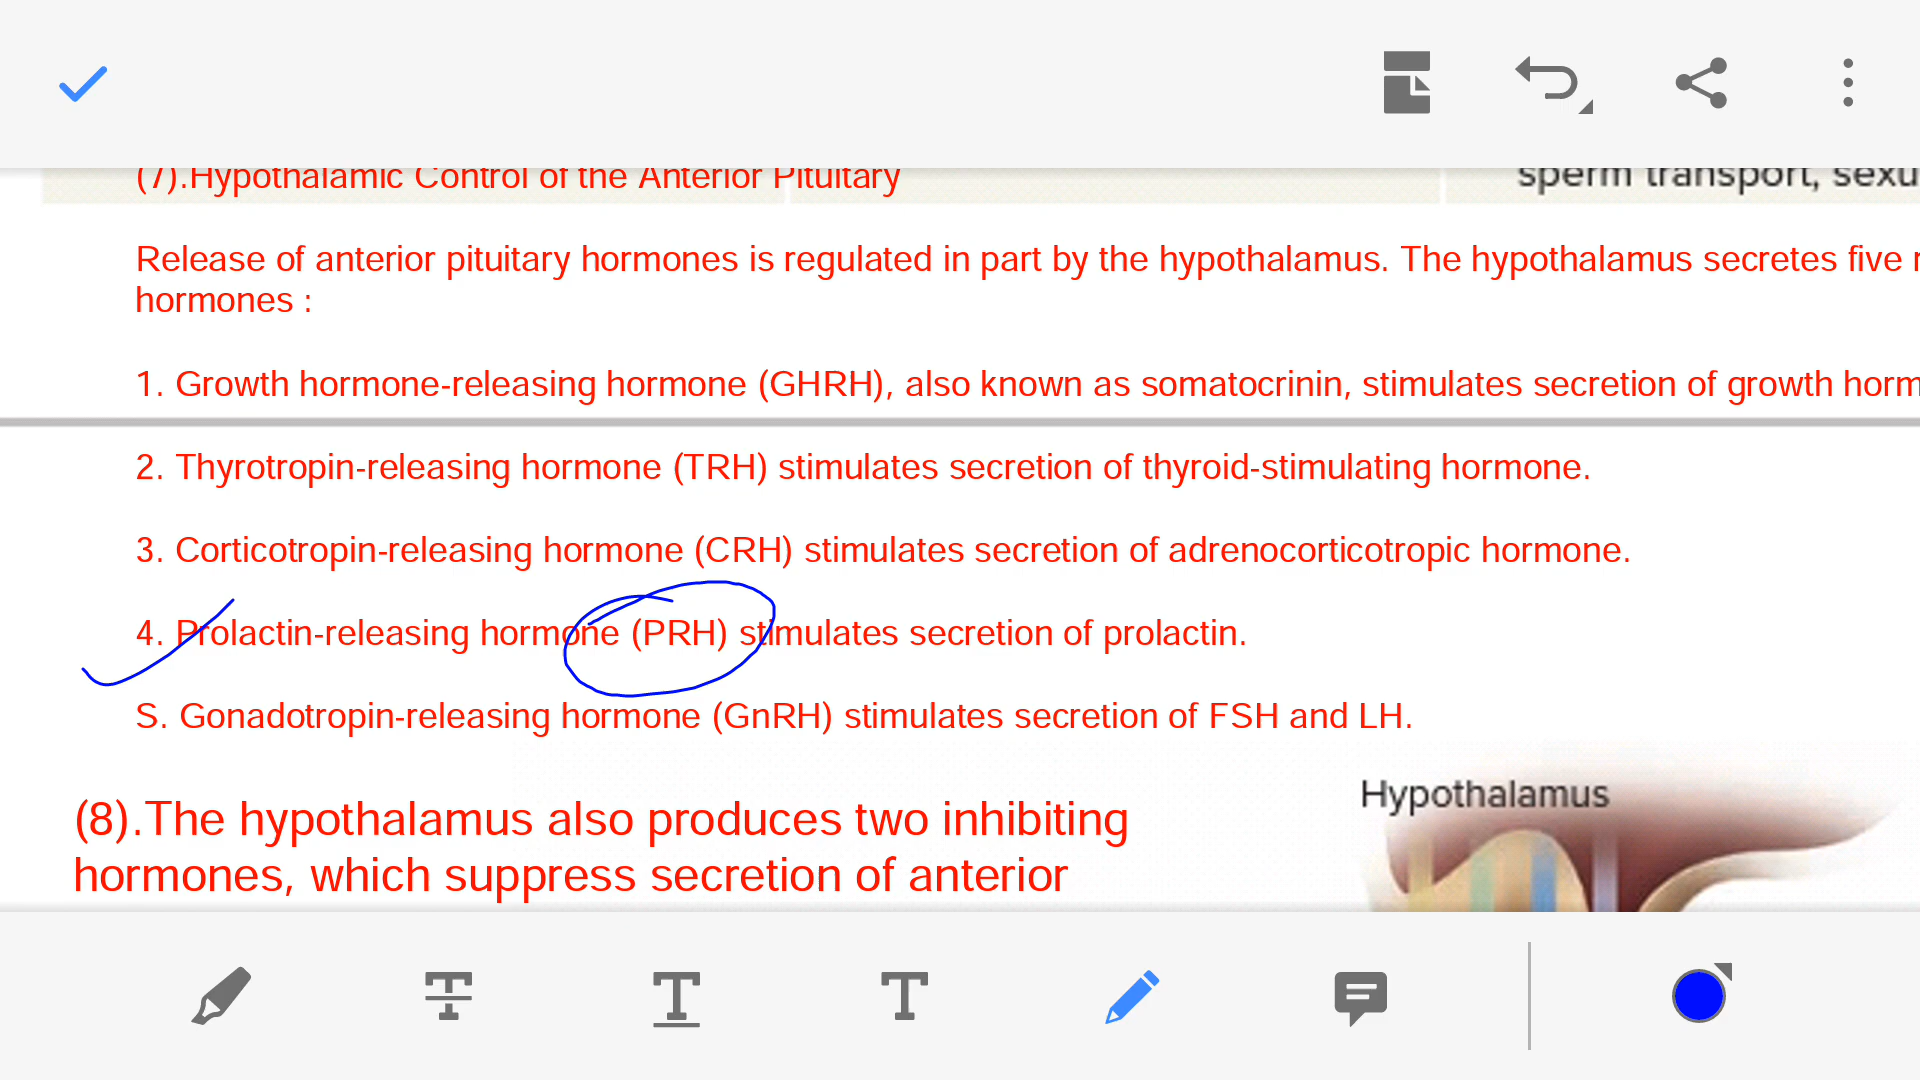 (7).Hypothalamic Control of the Anterior Pituitary
sperm transport, sexu
Release of anterior pituitary hormones is regulated in part by the hypothalamus. The hypothalamus secretes five
hormones :
1. Growth hormone-releasing hormone (GHRH), also known as somatocrinin, stimulates secretion of growth horm
2. Thyrotropin-releasing hormone (TRH) stimulates secretion of thyroid-stimulating hormone.
3. Corticotropin-releasing hormone (CRH) stimulates secretion of adrenocorticotropic hormone.
4. Prolactin-releasing hormone (PRH) stimulates secretion of prolactin.
S. Gonadotropin-releasing hormone (GnRH) stimulates secretion of FSH and LH.
Hypothalamus
(8).The hypothalamus also produces two inhibiting
hormones, which suppress secretion of anterior